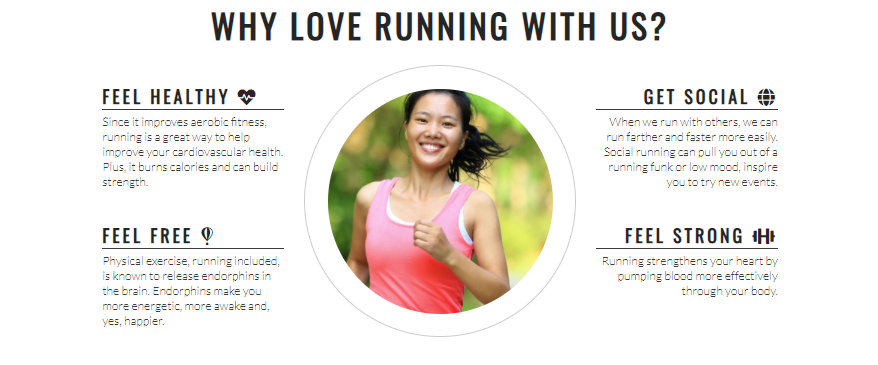 WHY LOVE RUNNING WITH US?
FEEL HEALTHY
Since it improves aerobic fitness,
running is a great way to help
improve your cardiovascular health.
Plus, it burns calories and can build
strength.
FEEL FREE
Physical exercise, running included,
is known to release endorphins in
the brain. Endorphins make you
more energetic, more awake and,
yes, happier.
GET SOCIAL
When we run with others, we can
run farther and faster more easily.
Social running can pull you out of a
running funk or low mood, inspire
you to try new events.
FEEL STRONG
Running strengthens your heart by
pumping blood more effectively
through your body.